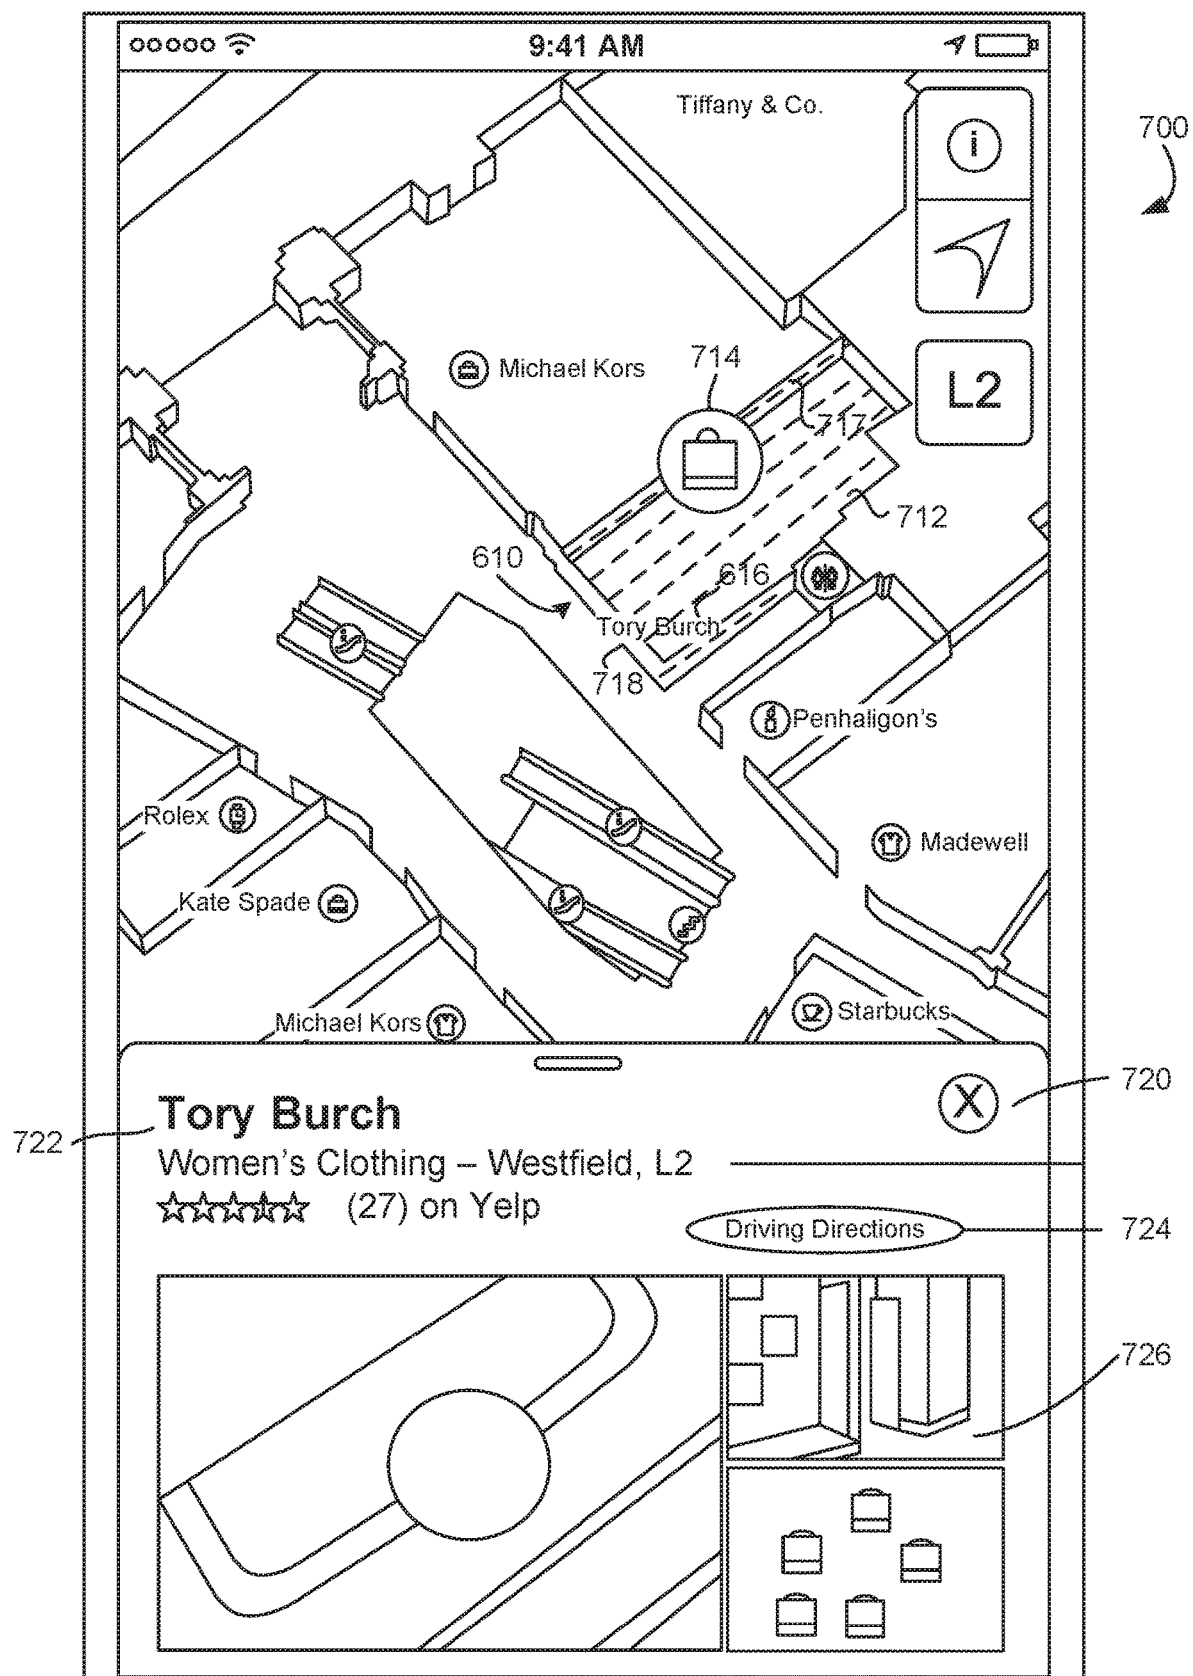 9:41 AM
Tiffany & Co.
i
700
L2
714
Michael Kors
717
712
610
616
Tory Burch
718
Penhaligon's
Rolex
Madewell
Kate Spade
Michael Kors
Starbucks
X
720
Tory Burch
722
Women's Clothing – Westfield, L2
(27) on Yelp
Driving Directions
724
726